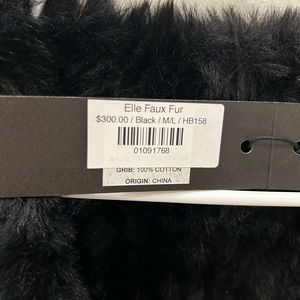 Elle Faux Fur
$300.00 / Black / M/L / HB158
01091768
GRIB: 100% COTTON
ORIGIN: CHINA